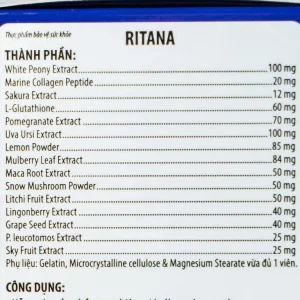 Thực phẩm bảo vệ sức khỏe
RITANA
THÀNH PHẦN:
White Peony Extract 100 mg
Marine Collagen Peptide 20 mg
Sakura Extract 12 mg
L-Glutathione 60 mg
Pomegranate Extract 70 mg
Uva Ursi Extract 100 mg
Lemon Powder 85 mg
Mulberry Leaf Extract 84 mg
Maca Root Extract 50 mg
Snow Mushroom Powder 50 mg
Litchi Fruit Extract 50 mg
Lingonberry Extract 40 mg
Grape Seed Extract 40 mg
P. leucotomos Extract 25 mg
Sky Fruit Extract 25 mg
Phụ liệu: Gelatin, Microcrystalline cellulose & Magnesium Stearate vừa đủ 1 viên.
CÔNG DỤNG: